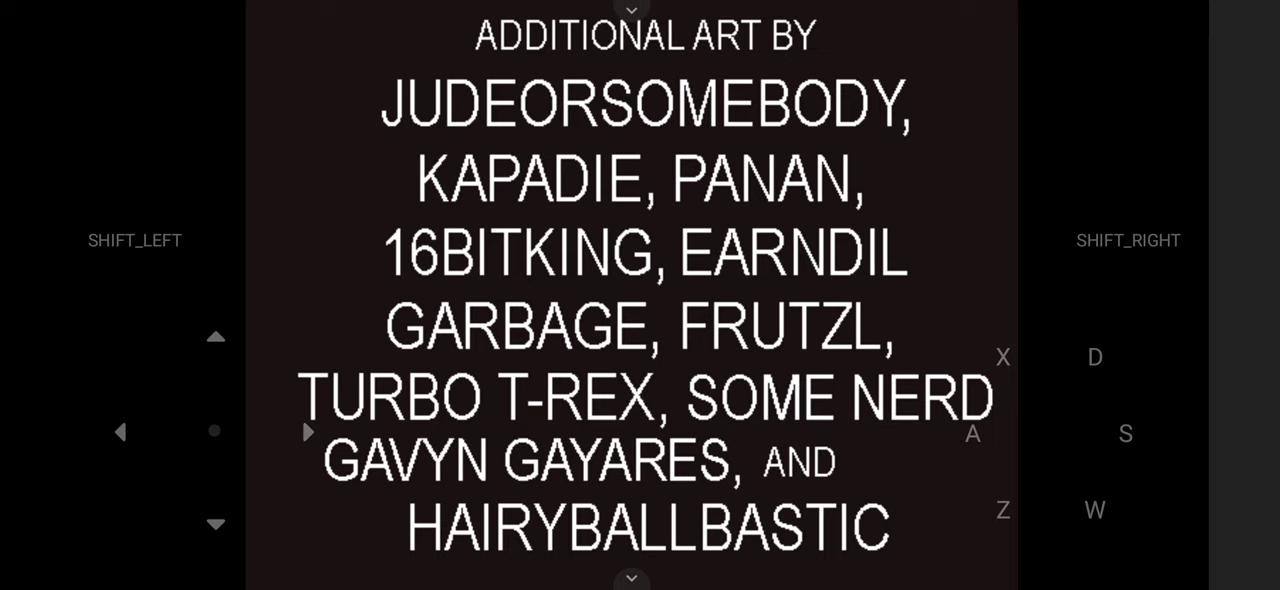 ADDITIONAL ART BY
JUDEORSOMEBODY,
KAPADIE, PANAN,
SHIFT_LEFT
16BITKING, EARNDIL
SHIFT_RIGHT
GARBAGE, FRUTZL,
X D
TURBO T-REX, SOME NERD
A S
GAVYN GAYARES, AND
Z W
HAIRYBALLBASTIC